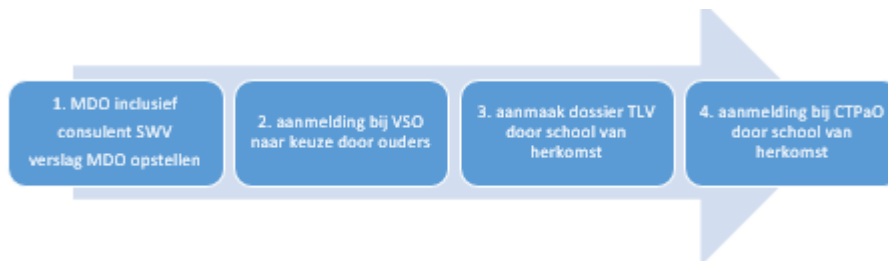 1. MDO inclusief
consulent SWV
verslag MDO opstellen
2. aanmelding bij VSO
naar keuze door ouders
3. aanmaak dossier TLV
door school van
herkomst
4. aanmelding bij CTPaO
door school van
herkomst